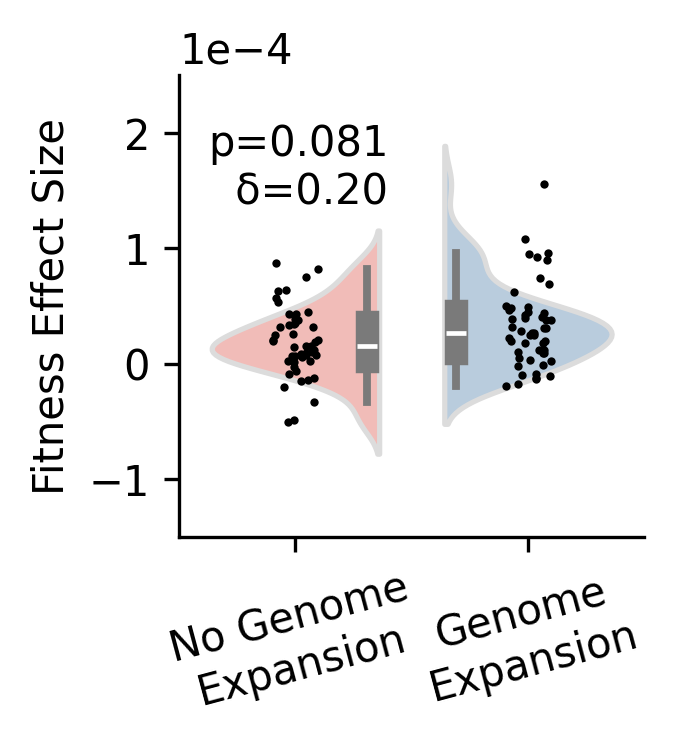 1e−4
Fitness Effect Size
2
1
0
−1
p=0.081
δ=0.20
No Genome
Expansion
Genome
Expansion